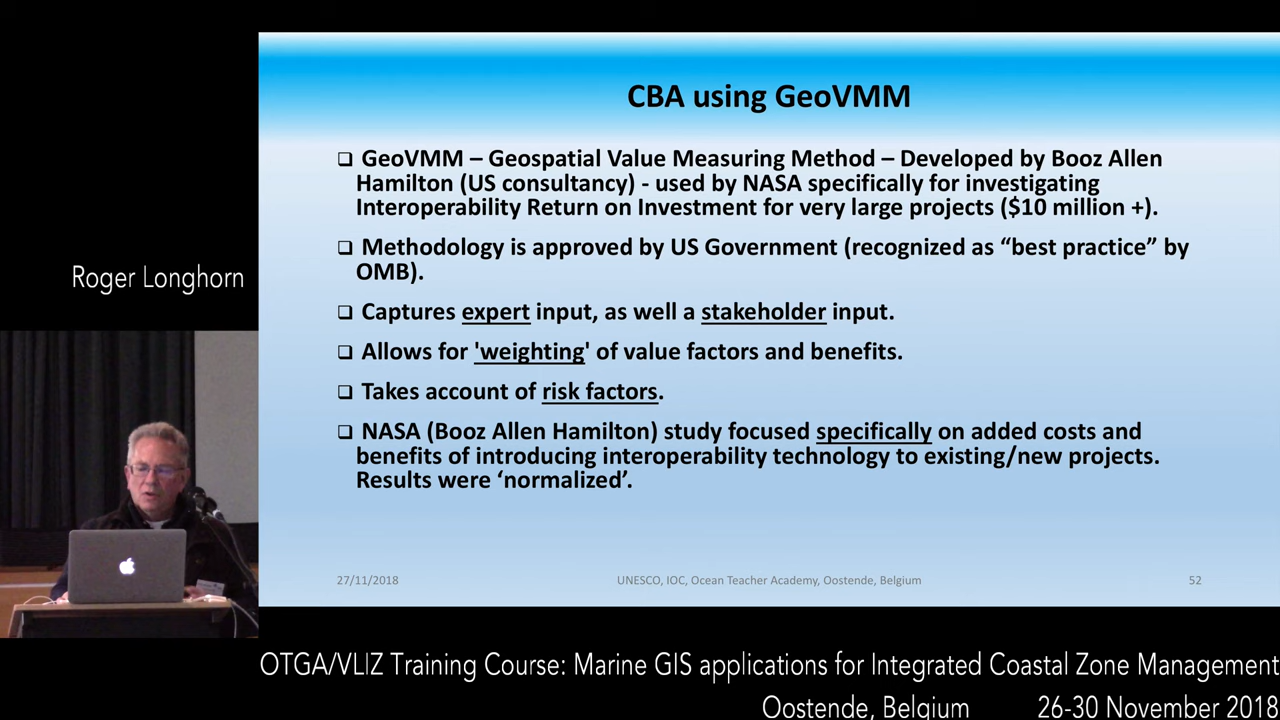 CBA using GeoVMM
❑ GeoVMM – Geospatial Value Measuring Method – Developed by Booz Allen
Hamilton (US consultancy) - used by NASA specifically for investigating
Interoperability Return on Investment for very large projects ($10 million +).
❑ Methodology is approved by US Government (recognized as “best practice” by
OMB).
❑ Captures expert input, as well a stakeholder input.
❑ Allows for 'weighting' of value factors and benefits.
❑ Takes account of risk factors.
❑ NASA (Booz Allen Hamilton) study focused specifically on added costs and
benefits of introducing interoperability technology to existing/new projects.
Results were ‘normalized’.
27/11/2018
UNESCO, IOC, Ocean Teacher Academy, Oostende, Belgium
52
Roger Longhorn
OTGA/VLIZ Training Course: Marine GIS applications for Integrated Coastal Zone Management
Oostende, Belgium 26-30 November 2018